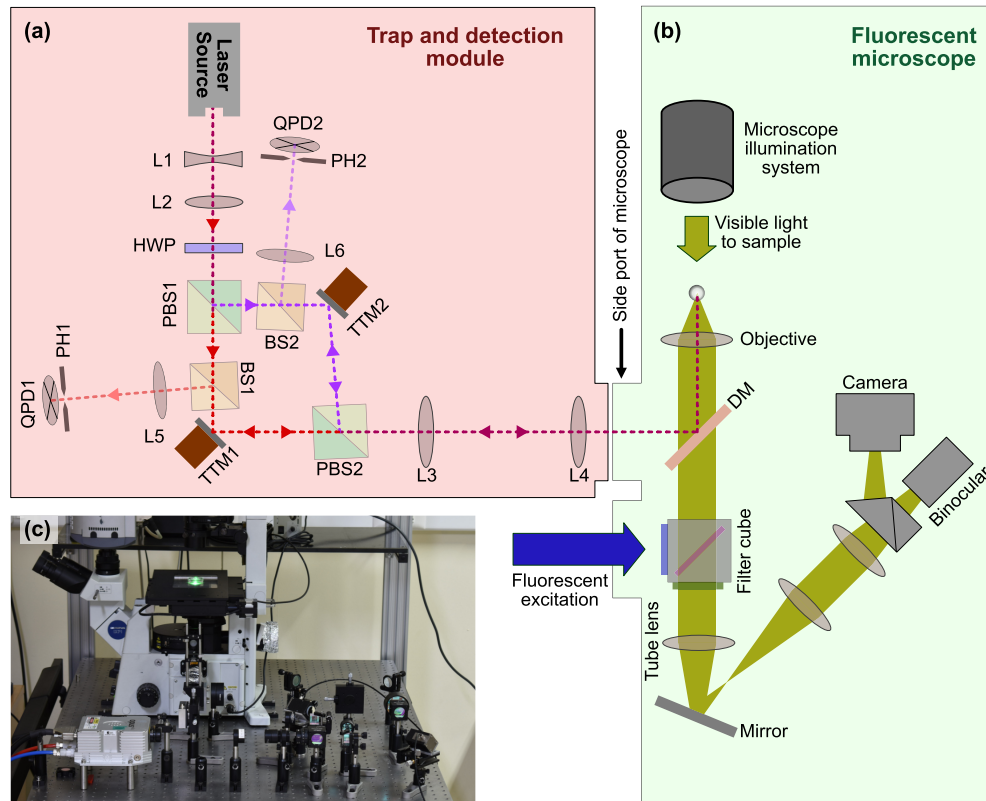 (a)
Trap and detection
module
Laser
Source
L1
L2
HWP
PBS1
QPD2
PH2
L6
TTM2
BS2
PH1
QPD1
BS1
L5
TTM1
PBS2
L3
L4
Side port of microscope
(b)
Fluorescent
microscope
Microscope
illumination
system
Visible light
to sample
Objective
DM
Camera
Binocular
Filter cube
Fluorescent
excitation
Tube lens
Mirror
(c)